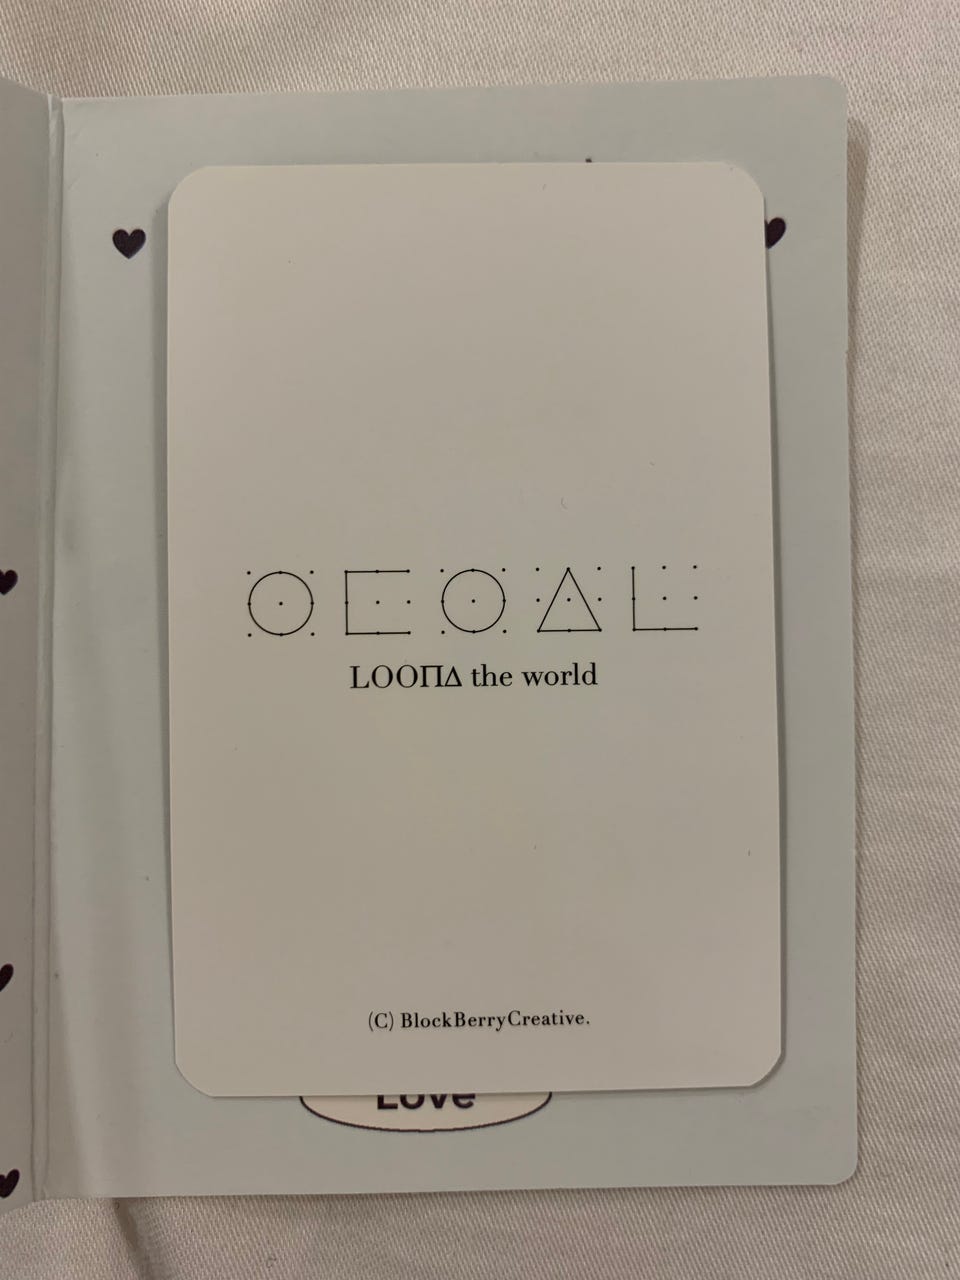 LOOΠΔ the world
(C) BlockBerryCreative.
Love